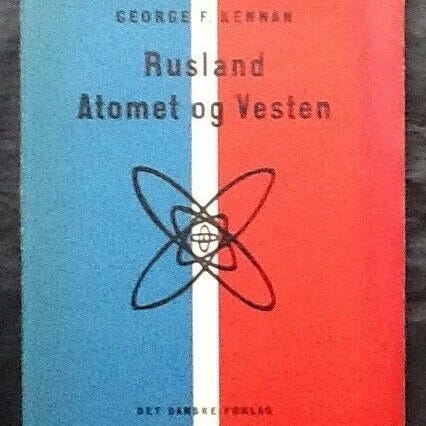 GEORGE F. KENNAN
Rusland
Atomet og Vesten
DET DANSKE FORLAG